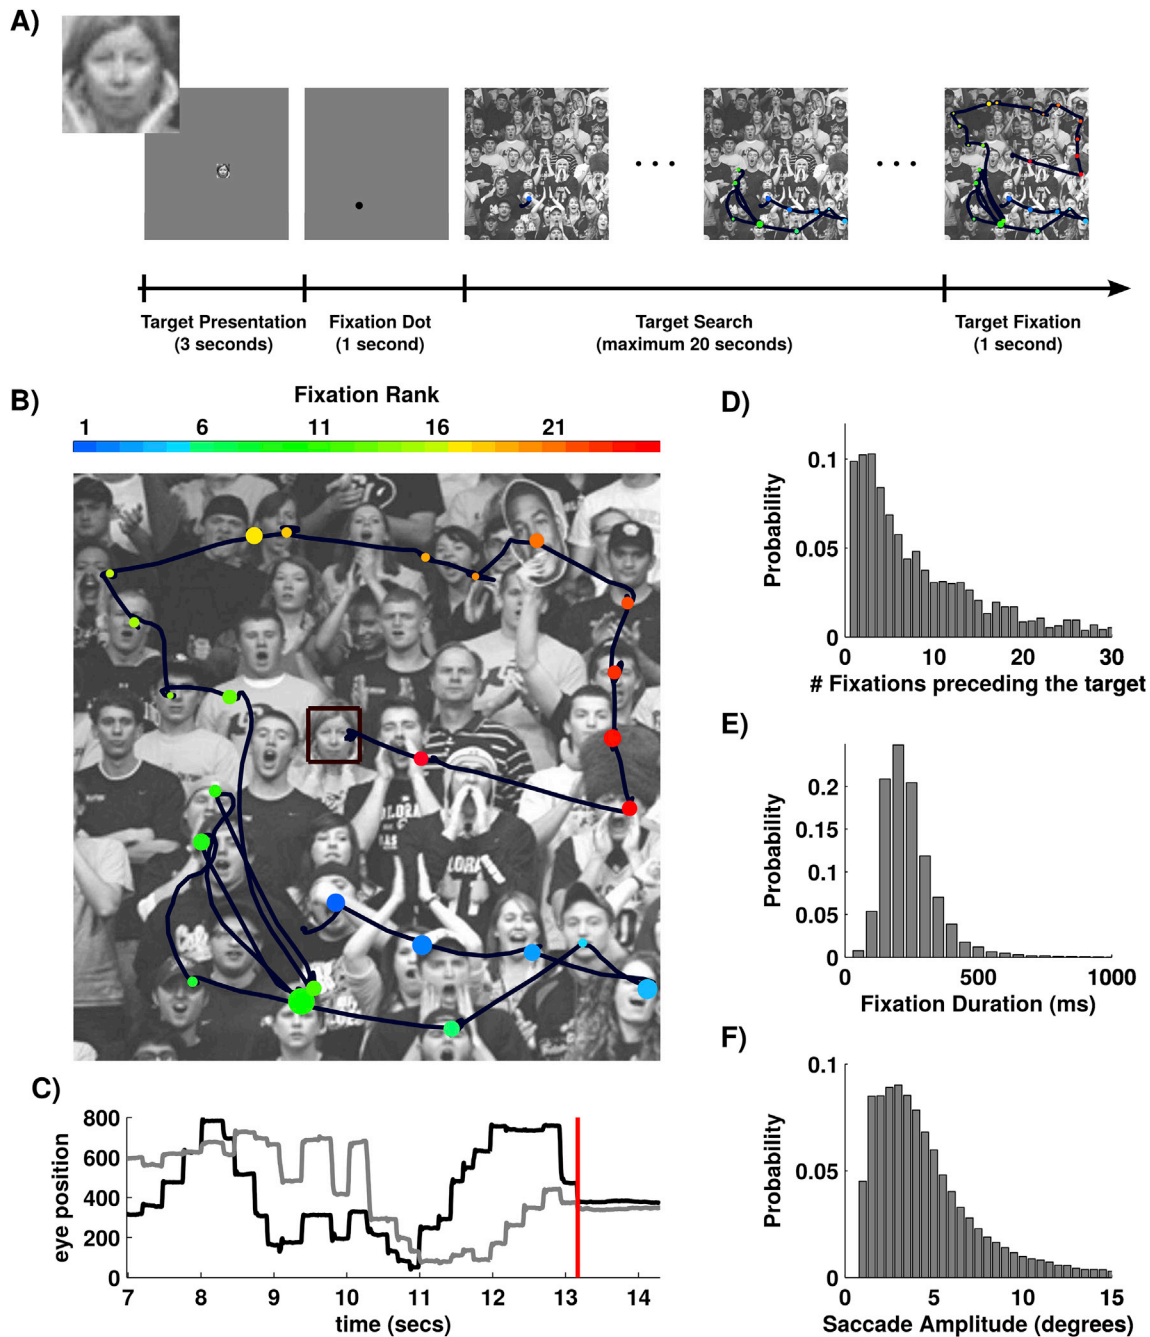 A)
Target Presentation
(3 seconds)
Fixation Dot
(1 second)
Target Search
(maximum 20 seconds)
Target Fixation
(1 second)
B)
Fixation Rank
1 6 11 16 21
C)
eye position
800
600
400
200
0
7 8 9 10 11 12 13 14
time (secs)
D)
Probability
0.1
0.05
0
0 10 20 30
# Fixations preceding the target
E)
Probability
0.2
0.15
0.1
0.05
0
0 500 1000
Fixation Duration (ms)
F)
Probability
0.1
0.05
0
0 5 10 15
Saccade Amplitude (degrees)